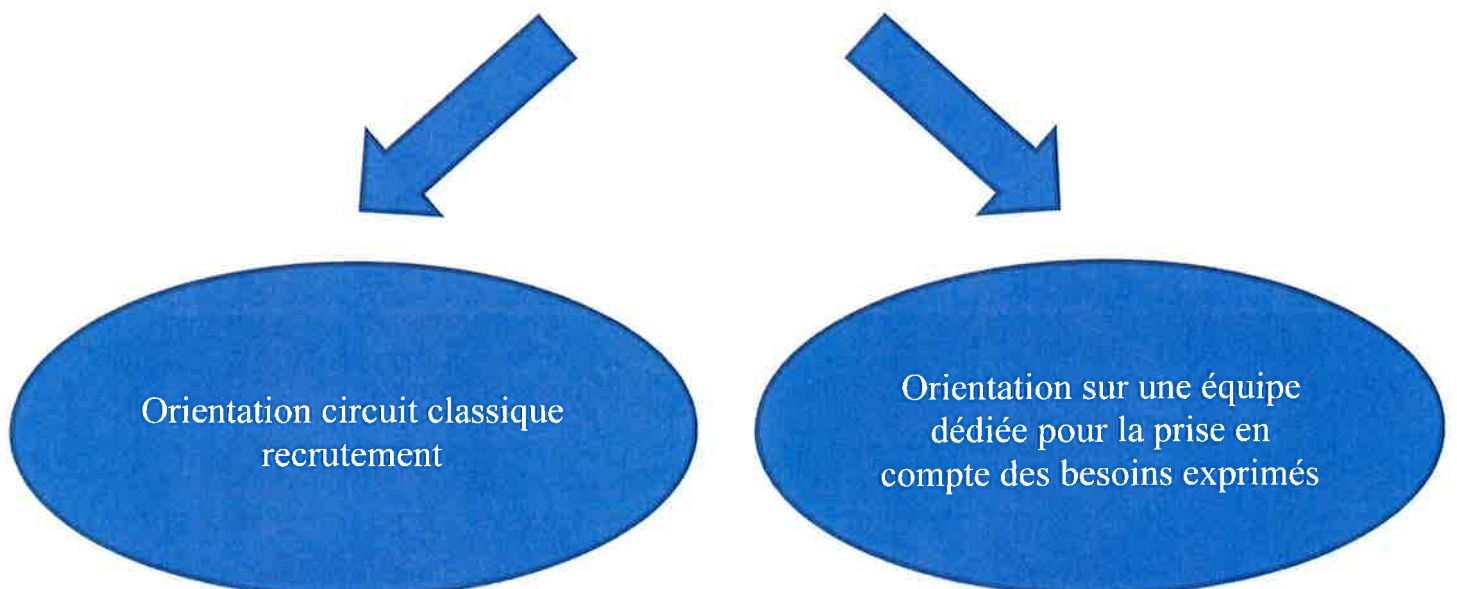 Orientation circuit classique
recrutement
Orientation sur une équipe
dédiée pour la prise en
compte des besoins exprimés